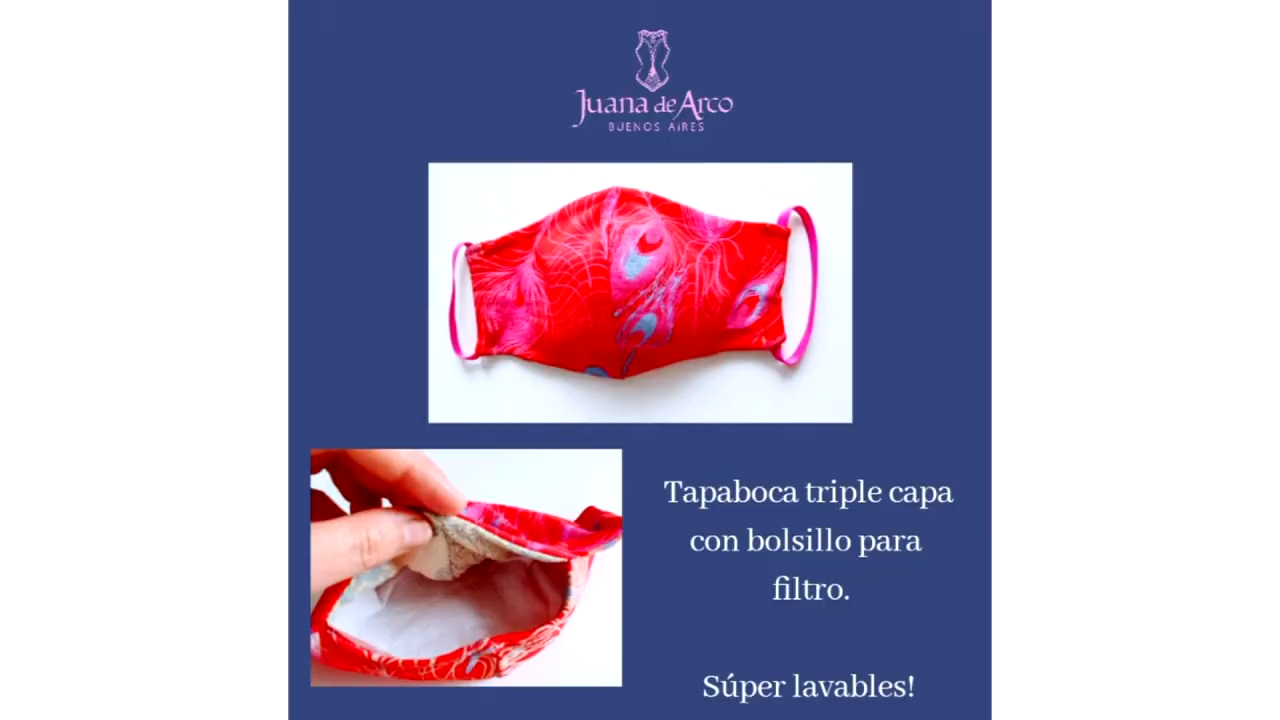 Juana de Arco
BUENOS AIRES
Tapaboca triple capa
con bolsillo para
filtro.
Súper lavables!